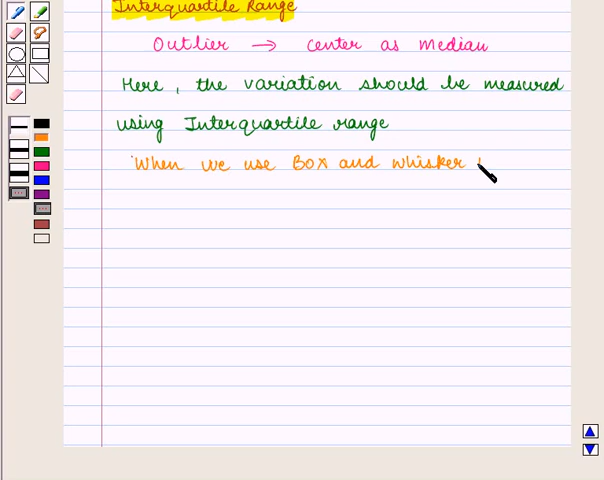 Interquartile Range
Outlier → center as median
Here, the variation should be measured
using Interquartile range
When we use Box and whisker